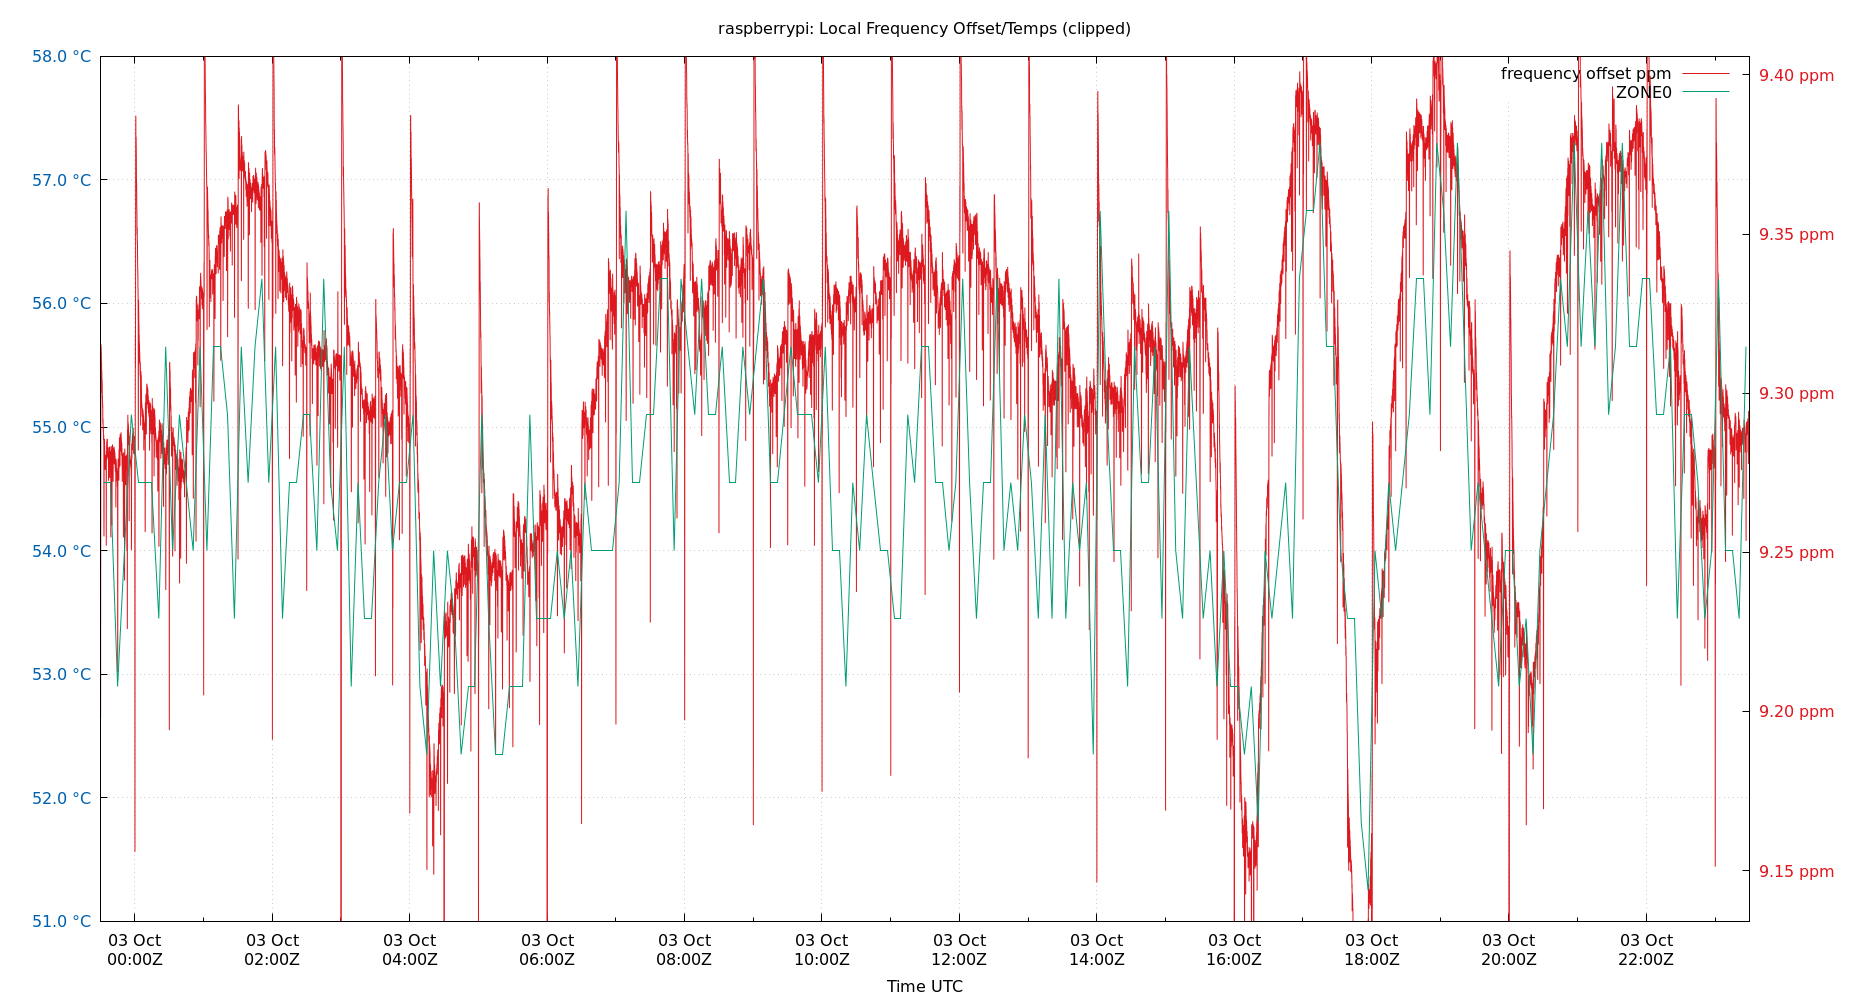 raspberrypi: Local Frequency Offset/Temps (clipped)
58.0 °C
57.0 °C
56.0 °C
55.0 °C
54.0 °C
53.0 °C
52.0 °C
51.0 °C
frequency offset ppm
ZONE0
9.40 ppm
9.35 ppm
9.30 ppm
9.25 ppm
9.20 ppm
9.15 ppm
03 Oct 03 Oct 03 Oct 03 Oct 03 Oct 03 Oct 03 Oct 03 Oct 03 Oct 03 Oct 03 Oct 03 Oct
00:00Z 02:00Z 04:00Z 06:00Z 08:00Z 10:00Z 12:00Z 14:00Z 16:00Z 18:00Z 20:00Z 22:00Z
Time UTC